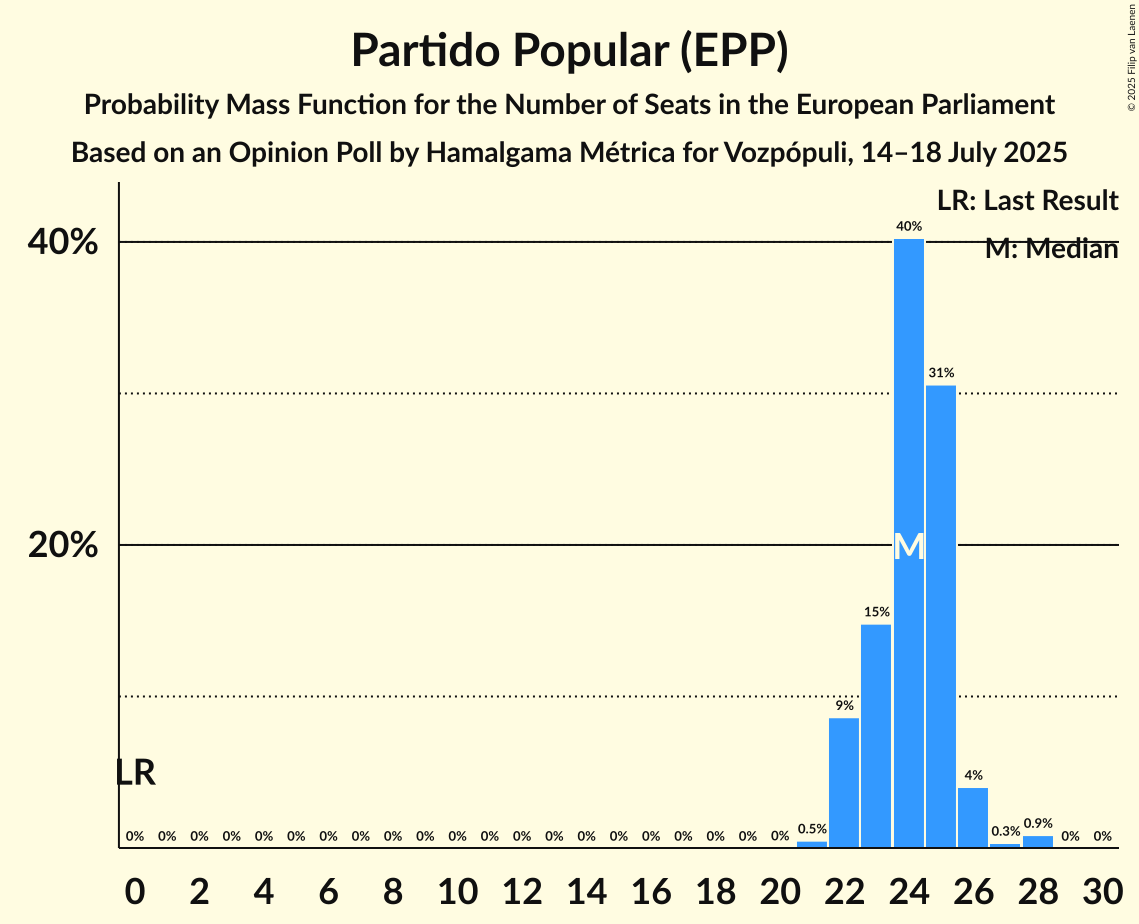 Partido Popular (EPP)
Probability Mass Function for the Number of Seats in the European Parliament
Based on an Opinion Poll by Hamalgama Métrica for Vozpópuli, 14–18 July 2025
© 2025 Filip van Laenen
LR: Last Result
M: Median
40%
20%
40%
31%
15%
9%
4%
0.5%
0.3%
0.9%
M
LR
0% 0% 0% 0% 0% 0% 0% 0% 0% 0% 0% 0% 0% 0% 0% 0% 0% 0% 0% 0% 0% 0% 0%
0 2 4 6 8 10 12 14 16 18 20 22 24 26 28 30